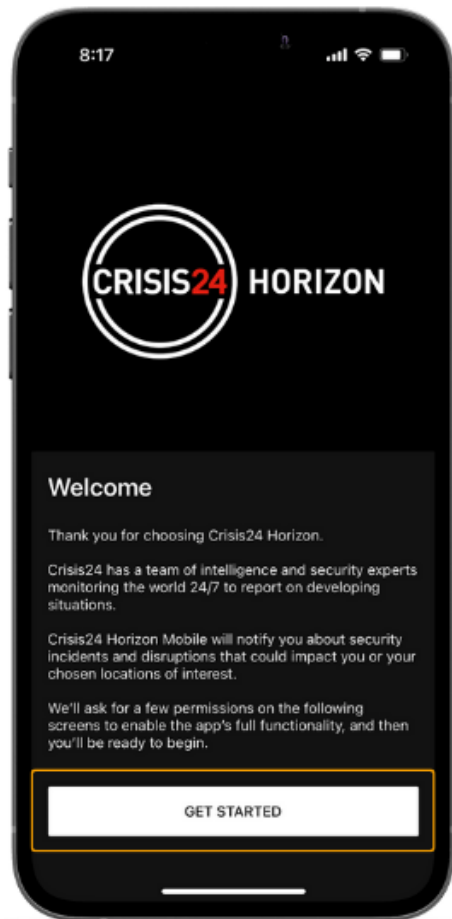 8:17
CRISIS24 HORIZON
Welcome
Thank you for choosing Crisis24 Horizon.
Crisis24 has a team of intelligence and security experts
monitoring the world 24/7 to report on developing
situations.
Crisis24 Horizon Mobile will notify you about security
incidents and disruptions that could impact you or your
chosen locations of interest.
We'll ask for a few permissions on the following
screens to enable the app's full functionality, and then
you'll be ready to begin.
GET STARTED